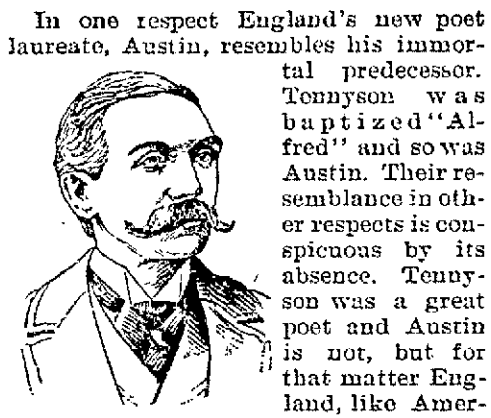 In one respect England's new poet
laureate, Austin, resembles his immor-
tal predecessor.
Tennyson was
baptized "Al-
fred" and so was
Austin. Their re-
semblance in oth-
er respects is con-
spicuous by its
absence. Tenny-
son was a great
poet and Austin
is not, but for
that matter Eng-
land, like Amer-